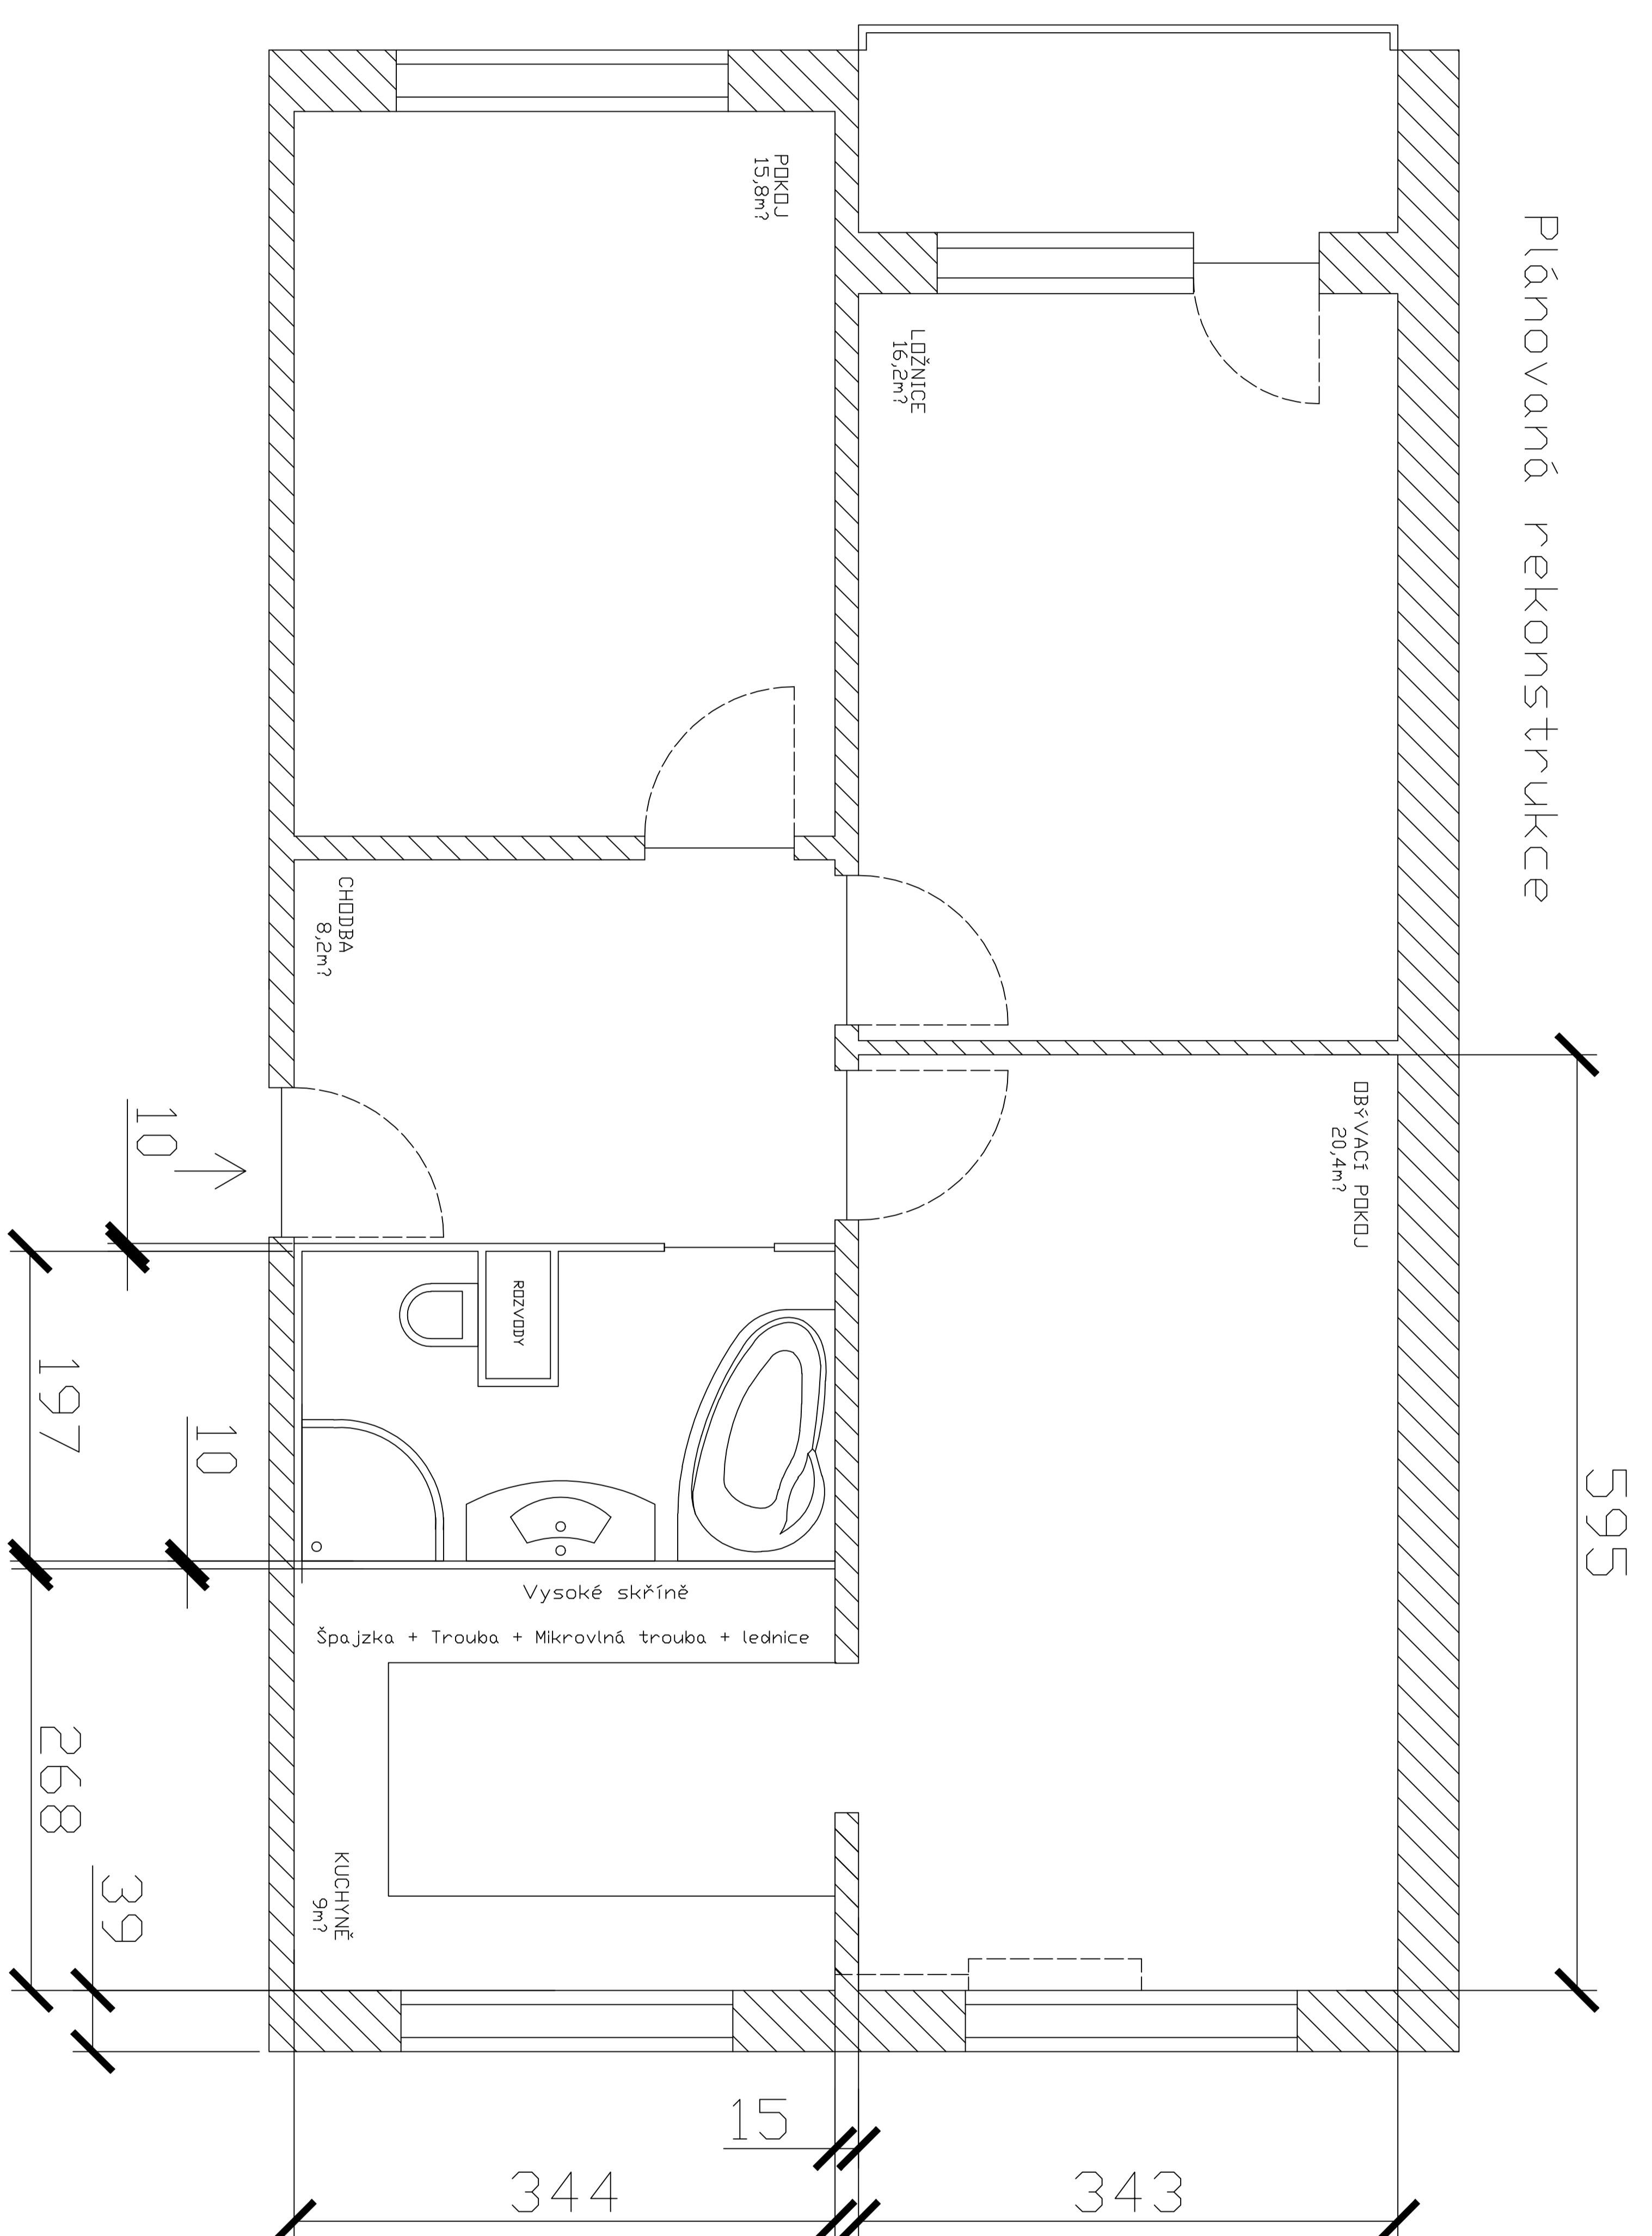 Plánovaná rekonstrukce
POKOJ
15,8m?
LOŽNICE
16,2m?
CHODBA
8,2m?
OBÝVACÍ POKOJ
20,4m?
ROZVODY
Vysoké skříně
Špajzka + Trouba + Mikrovlná trouba + lednice
KUCHYNĚ
9m?
10
197
10
268
39
595
15
344
343